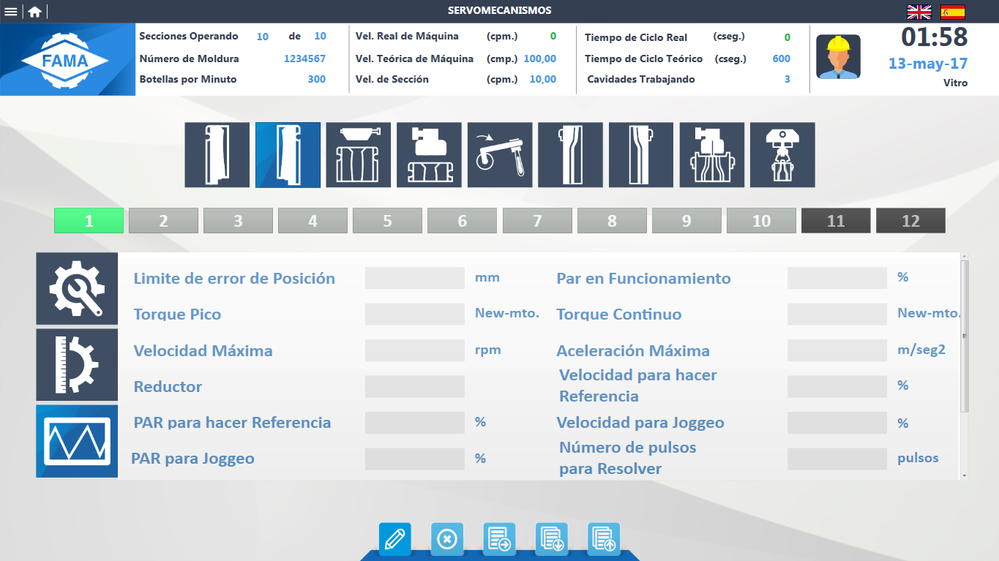 SERVOMECANISMOS
FAMA
Secciones Operando 10 de 10
Número de Moldura 1234567
Botellas por Minuto 300
Vel. Real de Máquina (cpm.) 0
Vel. Teórica de Máquina (cmp.) 100,00
Vel. de Sección (cpm.) 10,00
Tiempo de Ciclo Real (cseg.) 0
Tiempo de Ciclo Teórico (cseg.) 600
Cavidades Trabajando 3
01:58
13-may-17
Vitro
1 2 3 4 5 6 7 8 9 10 11 12
Limite de error de Posición mm
Par en Funcionamiento %
Torque Pico New-mto.
Torque Continuo New-mto.
Velocidad Máxima rpm
Aceleración Máxima m/seg2
Reductor
Velocidad para hacer
Referencia %
PAR para hacer Referencia %
Velocidad para Joggeo %
PAR para Joggeo %
Número de pulsos
para Resolver pulsos